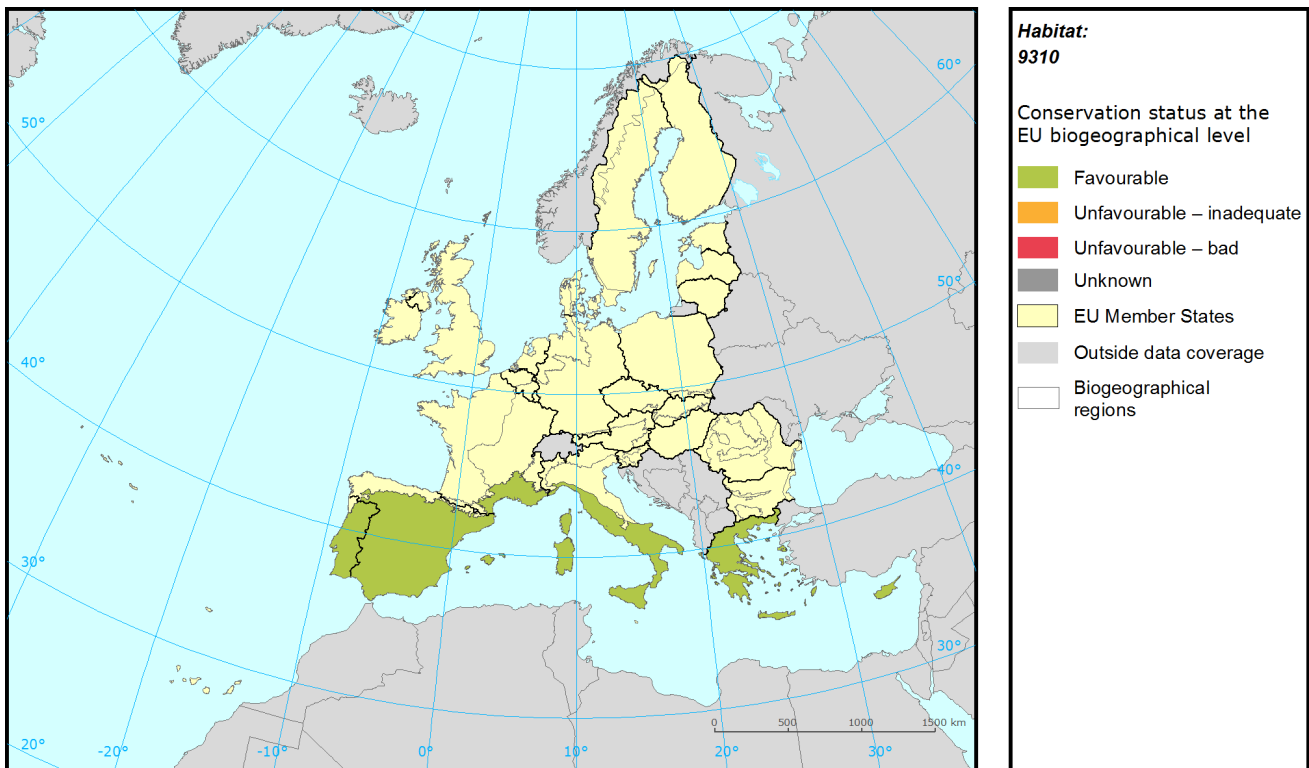 60°
50°
50°
40°
40°
30°
30°
20°
-20°
-10°
0°
10°
20°
30°
0
500
1000
1500 km
Habitat:
9310
Conservation status at the
EU biogeographical level
Favourable
Unfavourable – inadequate
Unfavourable – bad
Unknown
EU Member States
Outside data coverage
Biogeographical
regions